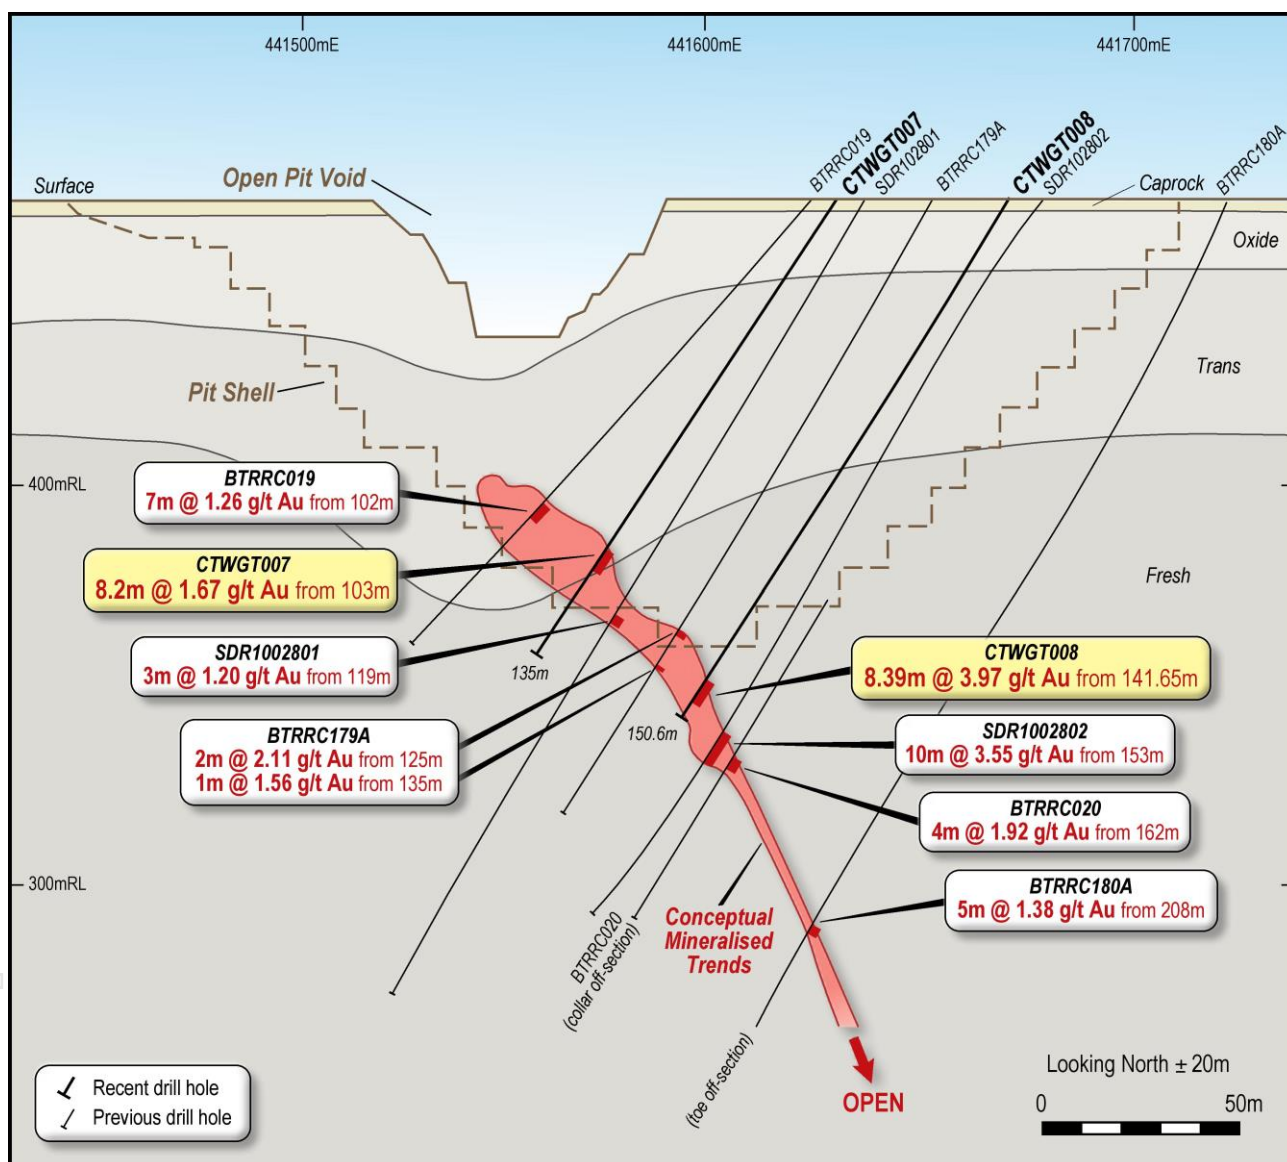 441500mE
441600mE
441700mE
BTRRC019
CTWGT007
SDR102801
BTRRC179A
CTWGT008
SDR102802
BTRRC180A
Surface
Open Pit Void
Caprock
Oxide
Pit Shell
Trans
400mRL
BTRRC019
7m @ 1.26 g/t Au from 102m
CTWGT007
8.2m @ 1.67 g/t Au from 103m
Fresh
SDR1002801
3m @ 1.20 g/t Au from 119m
135m
CTWGT008
8.39m @ 3.97 g/t Au from 141.65m
BTRRC179A
2m @ 2.11 g/t Au from 125m
1m @ 1.56 g/t Au from 135m
150.6m
SDR1002802
10m @ 3.55 g/t Au from 153m
BTRRC020
4m @ 1.92 g/t Au from 162m
300mRL
BTRRC180A
5m @ 1.38 g/t Au from 208m
BTRRC020
(collar off-section)
Conceptual
Mineralised
Trends
(toe off-section)
OPEN
Recent drill hole
Previous drill hole
Looking North ± 20m
0 50m